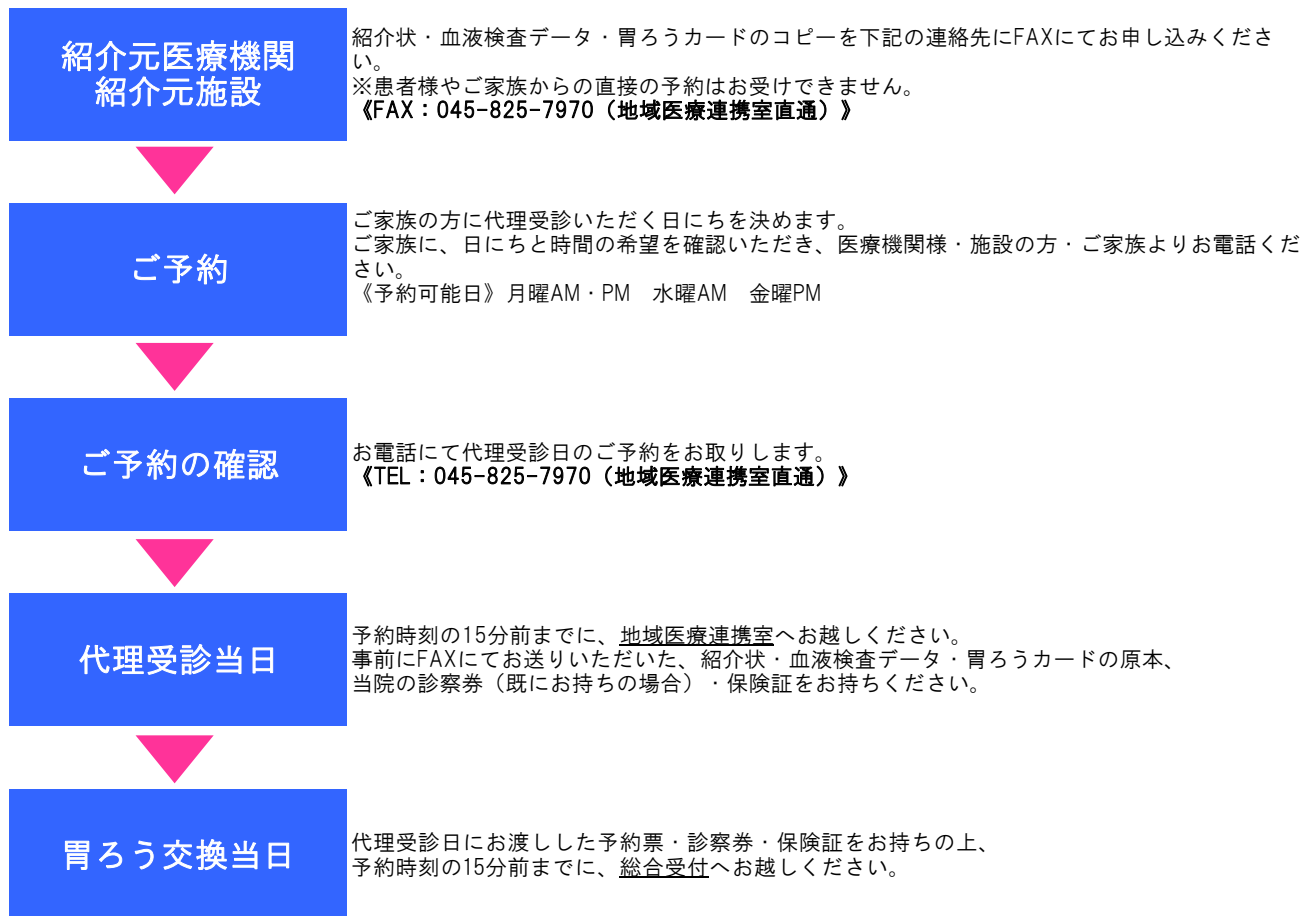 紹介元医療機関
紹介元施設
紹介状・血液検査データ・胃ろうカードのコピーを下記の連絡先にFAXにてお申し込みくださ
い。
※患者様やご家族からの直接の予約はお受けできません。
《FAX：045-825-7970（地域医療連携室直通）》
ご予約
ご家族の方に代理受診いただく日にちを決めます。
ご家族に、日にちと時間の希望を確認いただき、医療機関様・施設の方・ご家族よりお電話くだ
さい。
《予約可能日》月曜AM・PM　水曜AM　金曜PM
ご予約の確認
お電話にて代理受診日のご予約をお取りします。
《TEL：045-825-7970（地域医療連携室直通）》
代理受診当日
予約時刻の15分前までに、地域医療連携室へお越しください。
事前にFAXにてお送りいただいた、紹介状・血液検査データ・胃ろうカードの原本、
当院の診察券（既にお持ちの場合）・保険証をお持ちください。
胃ろう交換当日
代理受診日にお渡しした予約票・診察券・保険証をお持ちの上、
予約時刻の15分前までに、総合受付へお越しください。